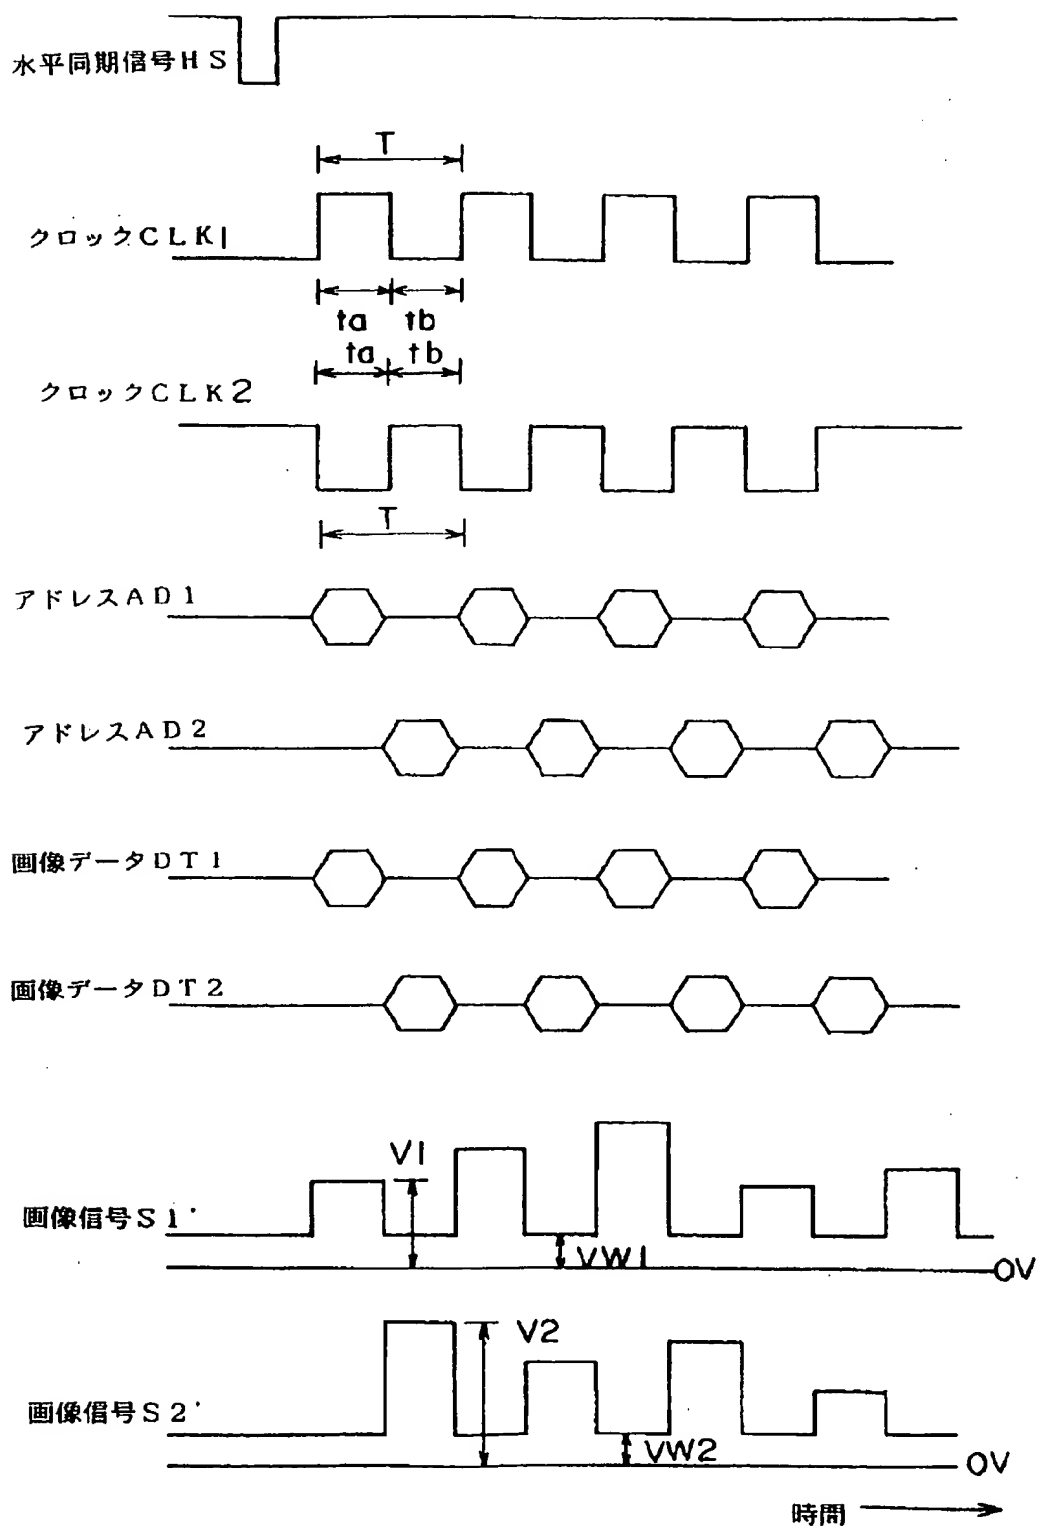 水平同期信号HS
T
クロックCLK1
ta tb
ta tb
クロックCLK2
T
アドレスAD1
アドレスAD2
画像データDT1
画像データDT2
V1
画像信号S1'
VW1
0V
V2
画像信号S2'
VW2
0V
時間